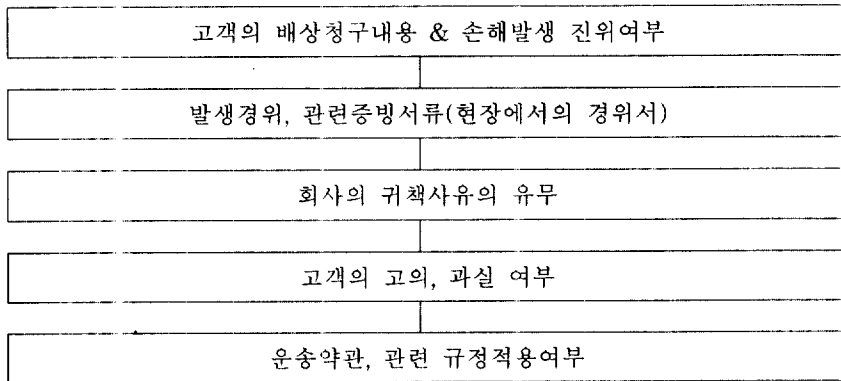 고객의 배상청구내용 & 손해발생 진위여부
발생경위, 관련증빙서류(현장에서의 경위서)
회사의 귀책사유의 유무
고객의 고의, 과실 여부
운송약관, 관련 규정적용여부